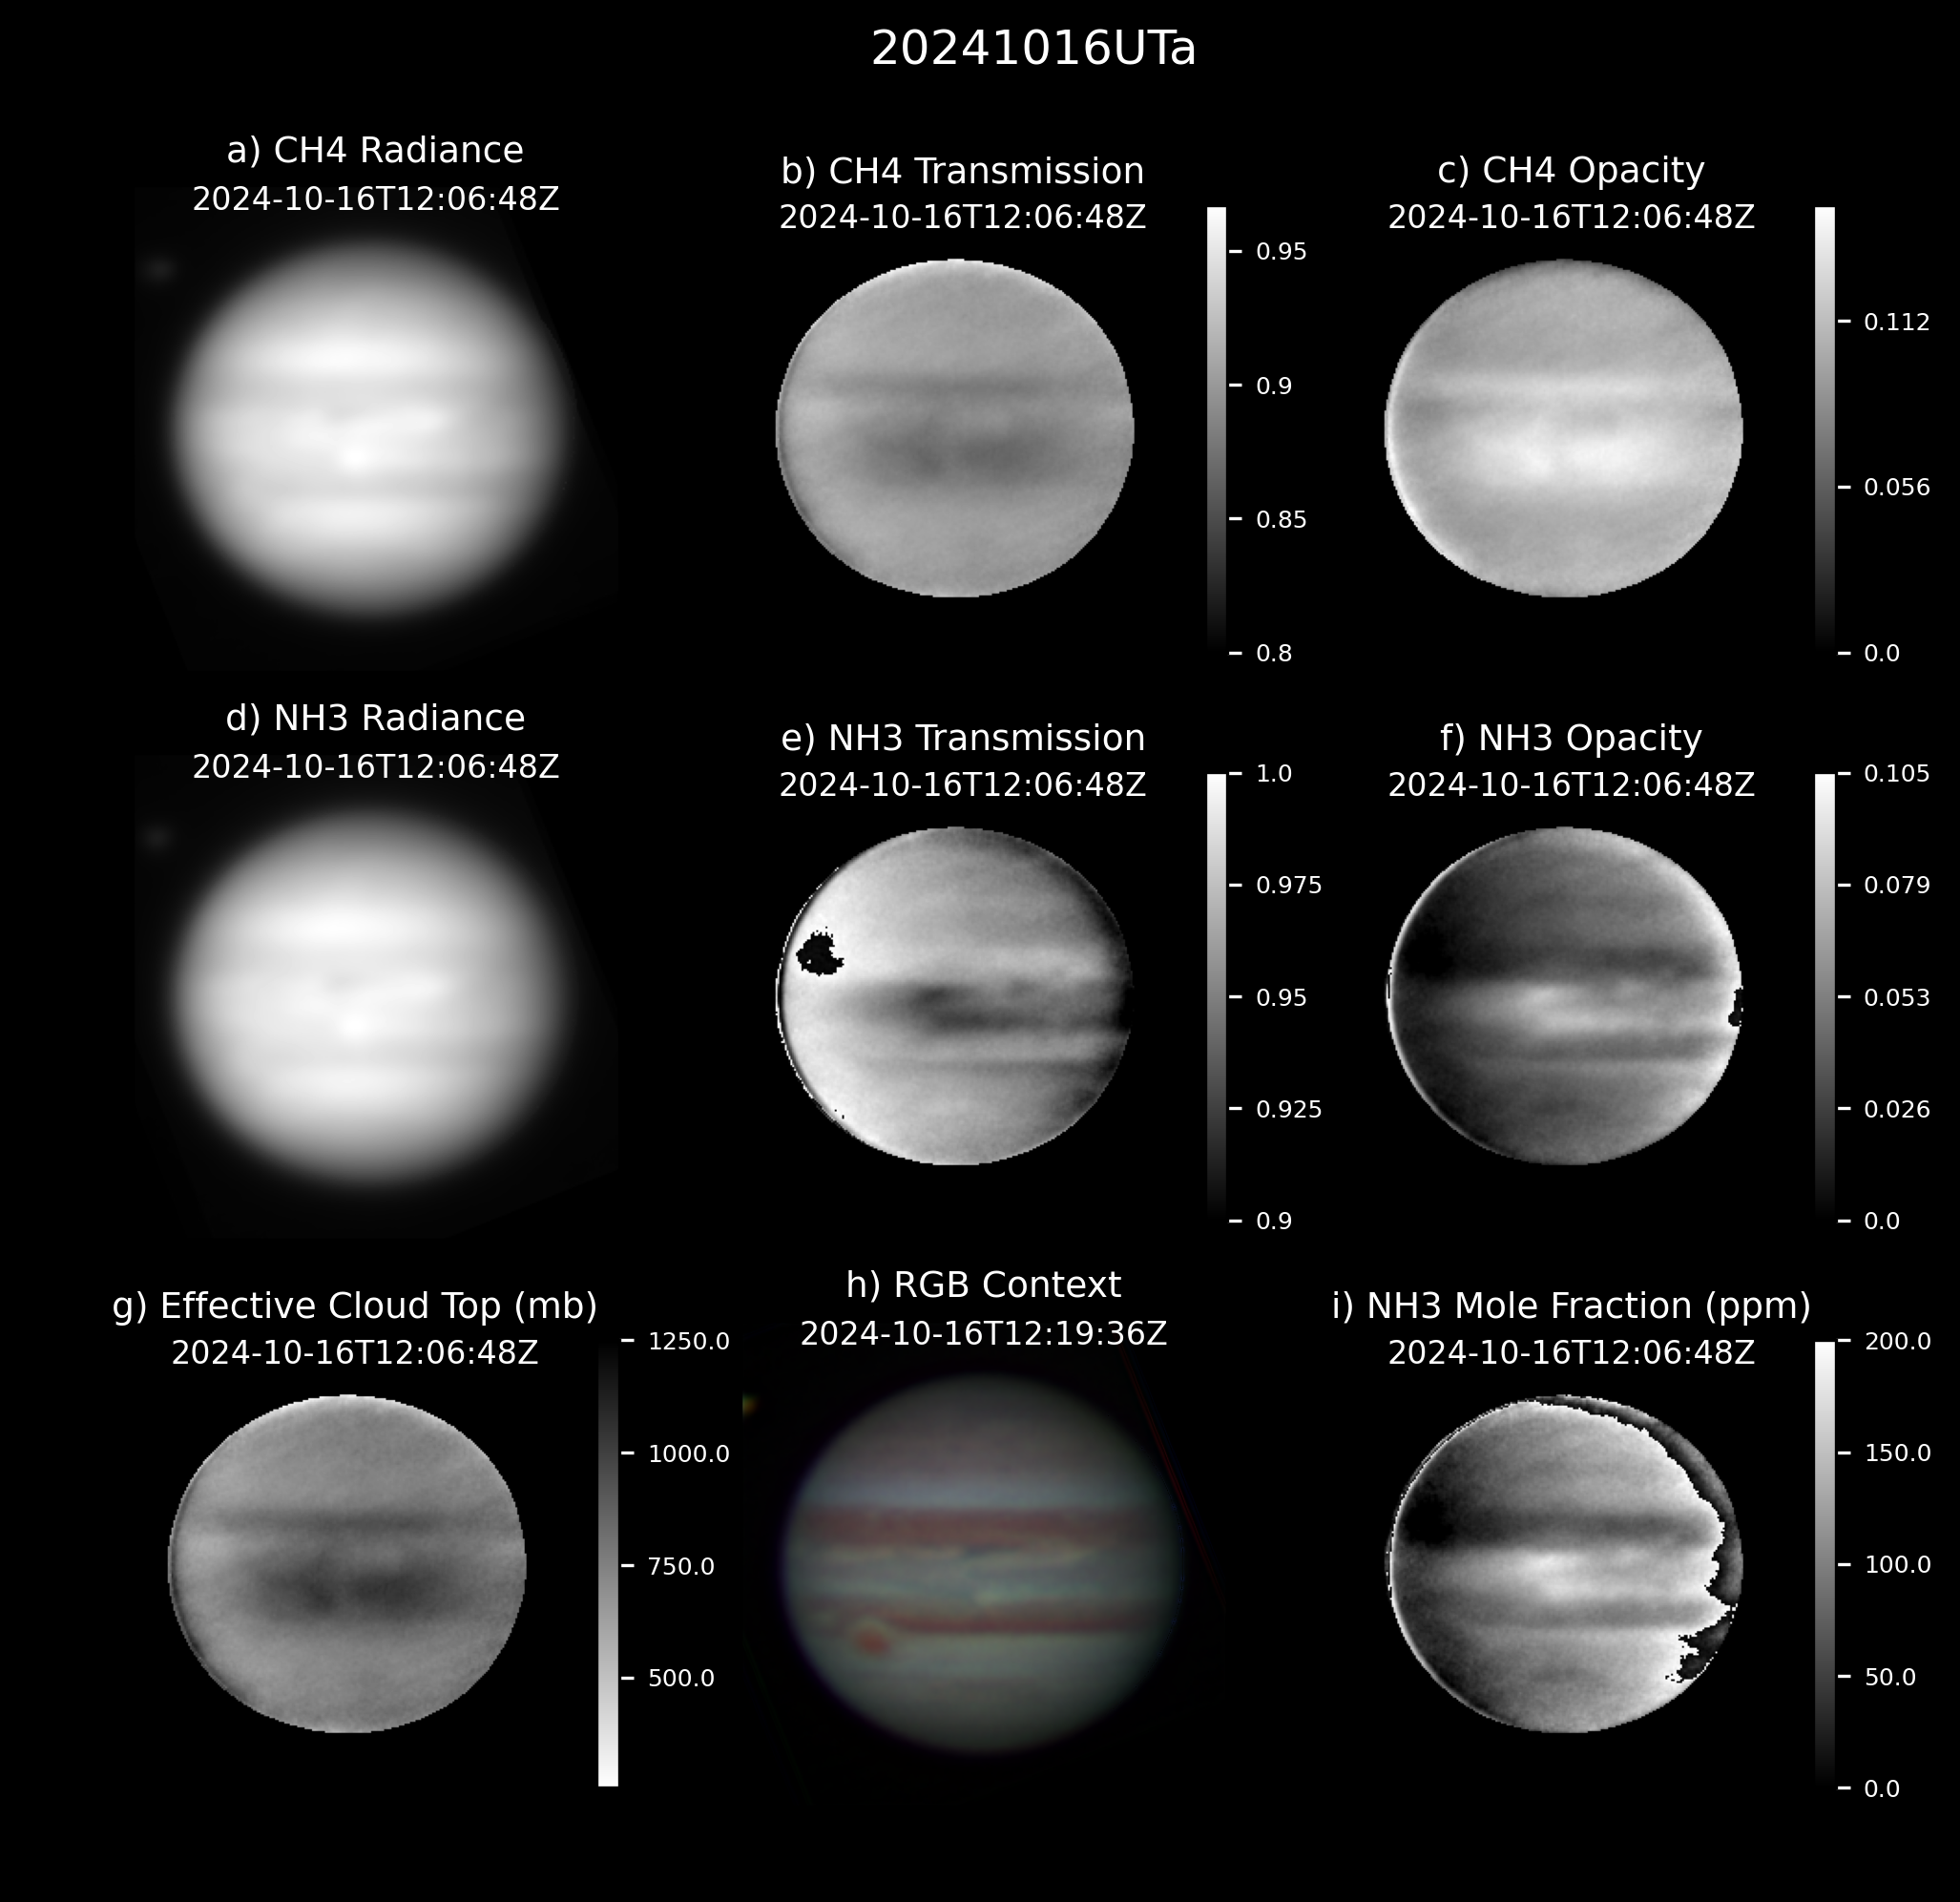 20241016UTa
a) CH4 Radiance
2024-10-16T12:06:48Z
b) CH4 Transmission
2024-10-16T12:06:48Z
0.95
0.9
0.85
0.8
c) CH4 Opacity
2024-10-16T12:06:48Z
0.112
0.056
0.0
d) NH3 Radiance
2024-10-16T12:06:48Z
e) NH3 Transmission
2024-10-16T12:06:48Z
1.0
0.975
0.95
0.925
0.9
f) NH3 Opacity
2024-10-16T12:06:48Z
0.105
0.079
0.053
0.026
0.0
g) Effective Cloud Top (mb)
2024-10-16T12:06:48Z
1250.0
1000.0
750.0
500.0
h) RGB Context
2024-10-16T12:19:36Z
i) NH3 Mole Fraction (ppm)
2024-10-16T12:06:48Z
200.0
150.0
100.0
50.0
0.0